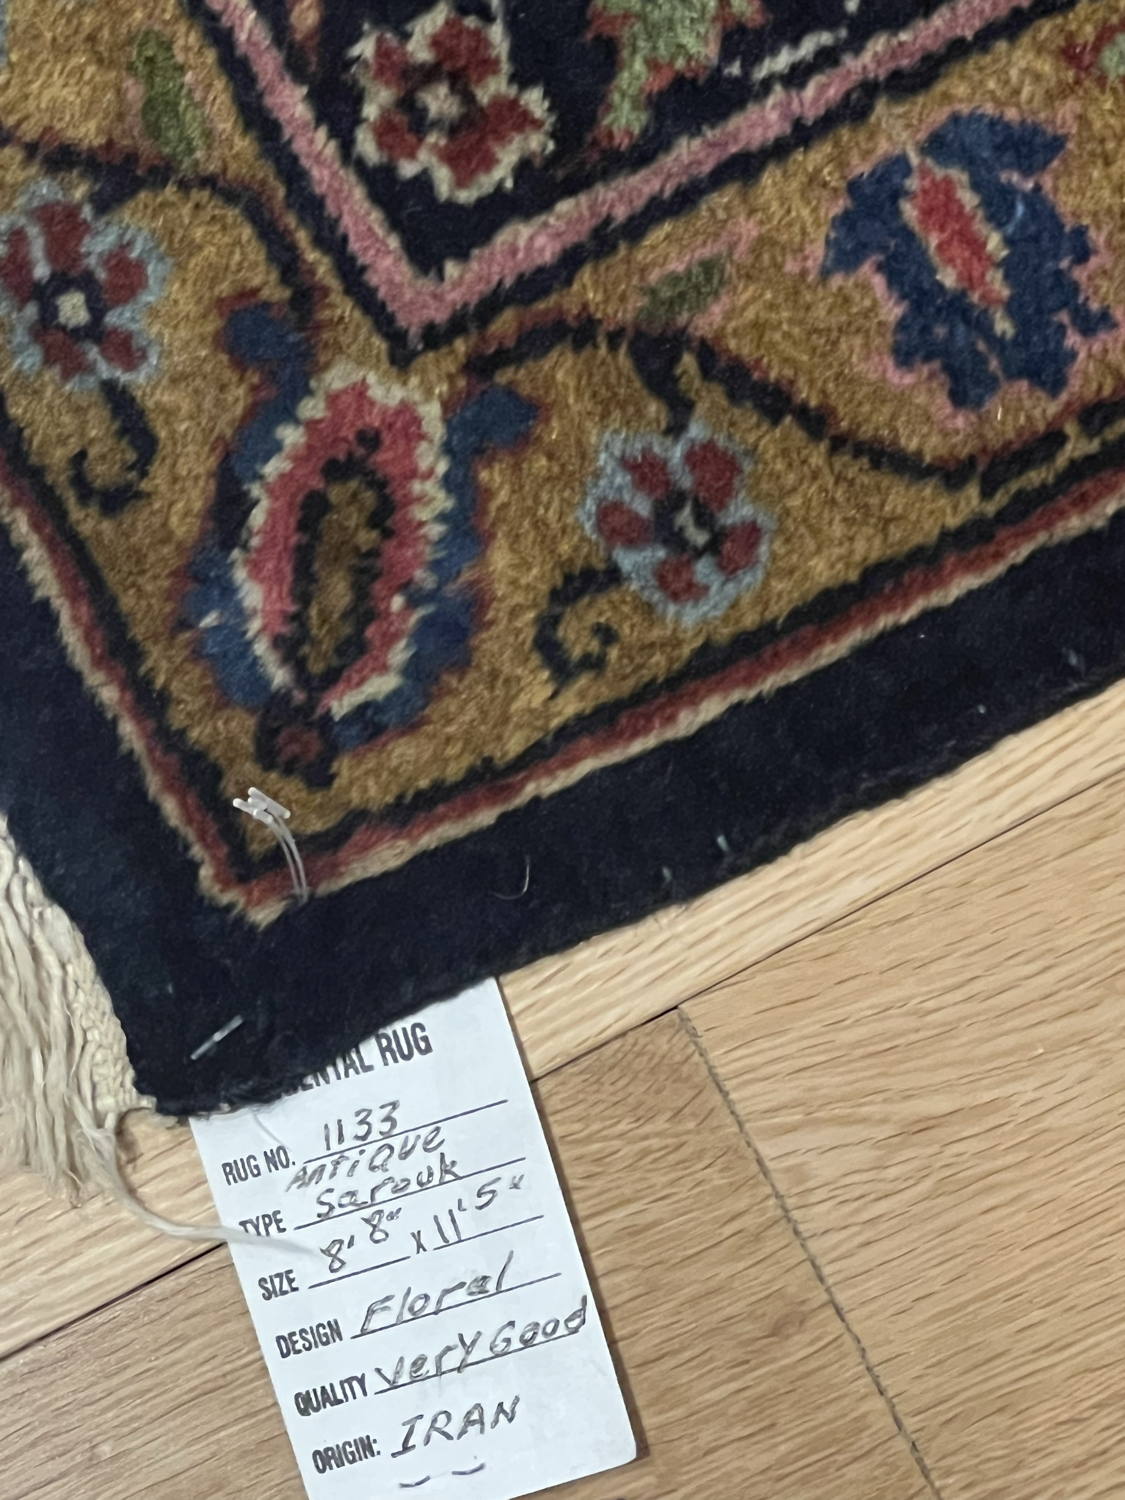 RUG
RUG NO. 1133
Antique
TYPE Sarouk
SIZE 8' 8" x 11' 5"
DESIGN Floral
QUALITY Very Good
ORIGIN: IRAN